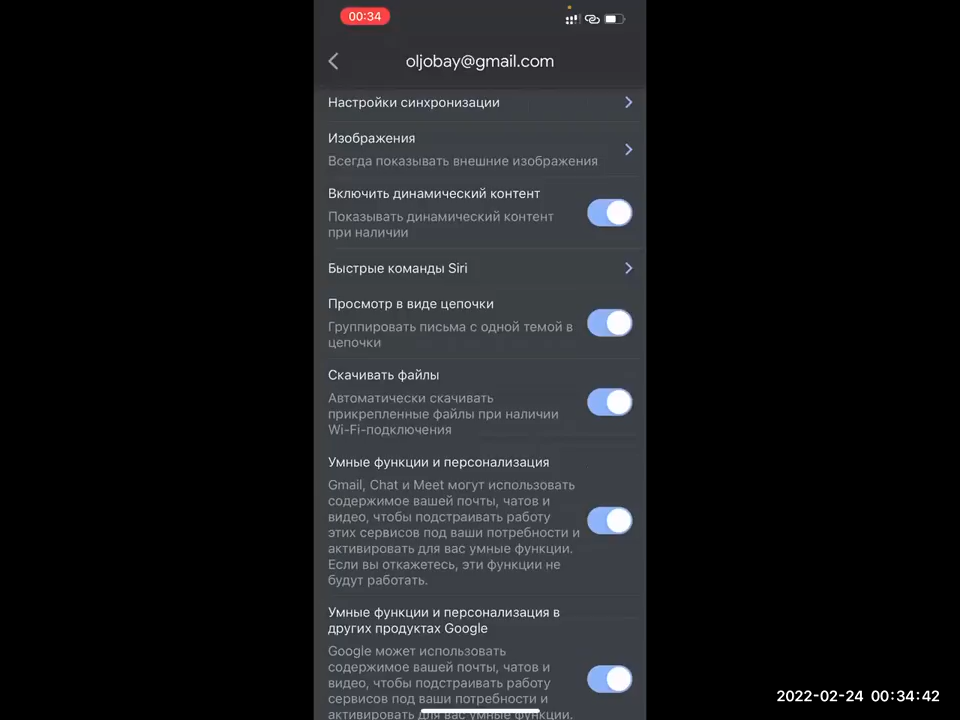 00:34
oljobay@gmail.com
Настройки синхронизации
Изображения
Всегда показывать внешние изображения
Включить динамический контент
Показывать динамический контент
при наличии
Быстрые команды Siri
Просмотр в виде цепочки
Группировать письма с одной темой в
цепочки
Скачивать файлы
Автоматически скачивать
прикрепленные файлы при наличии
Wi-Fi-подключения
Умные функции и персонализация
Gmail, Chat и Meet могут использовать
содержимое вашей почты, чатов и
видео, чтобы подстраивать работу
этих сервисов под ваши потребности и
активировать для вас умные функции.
Если вы откажетесь, эти функции не
будут работать.
Умные функции и персонализация в
других продуктах Google
Google может использовать
содержимое вашей почты, чатов и
видео, чтобы подстраивать работу
сервисов под ваши потребности и
активировать для вас умные функции.
2022-02-24 00:34:42